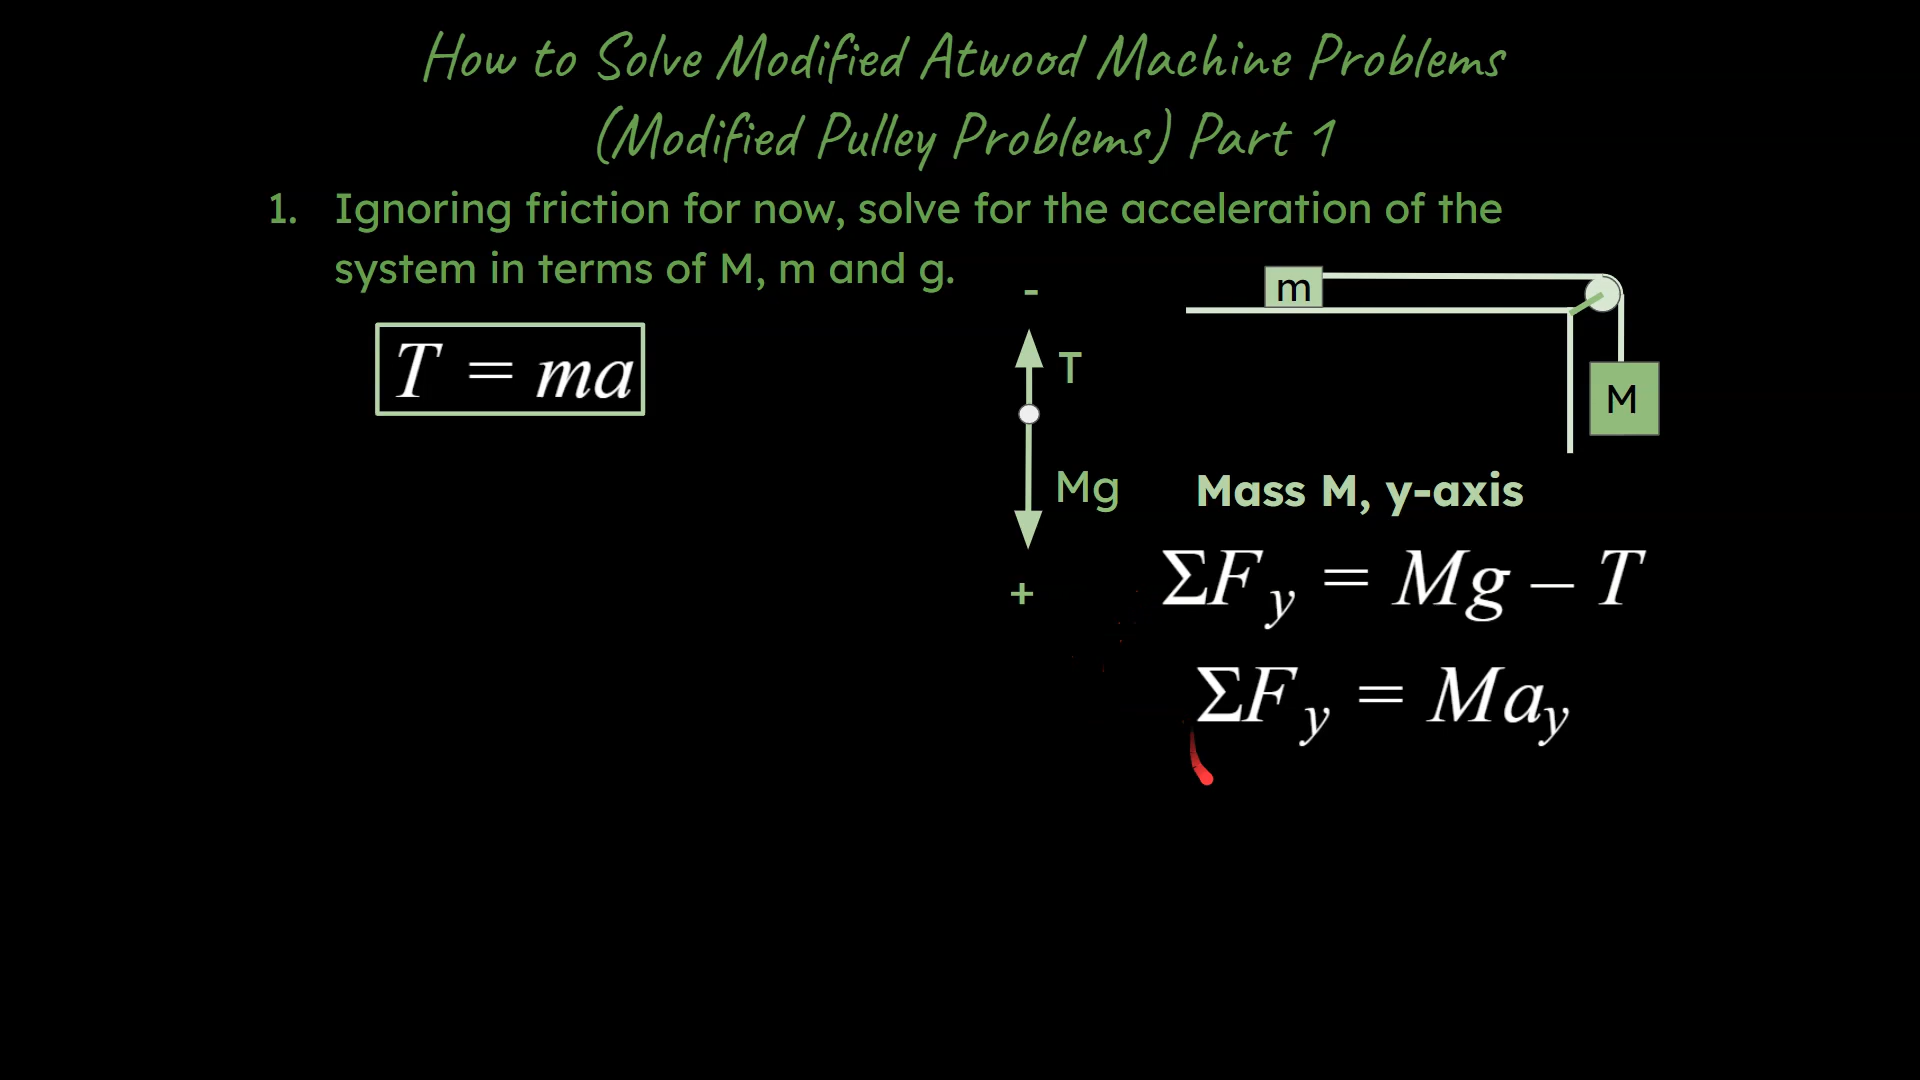 How to Solve Modified Atwood Machine Problems
(Modified Pulley Problems) Part 1
1. Ignoring friction for now, solve for the acceleration of the
system in terms of M, m and g.
T = ma
-
T
Mg
+
m
M
Mass M, y-axis
ΣF_y = Mg – T
ΣF_y = Ma_y